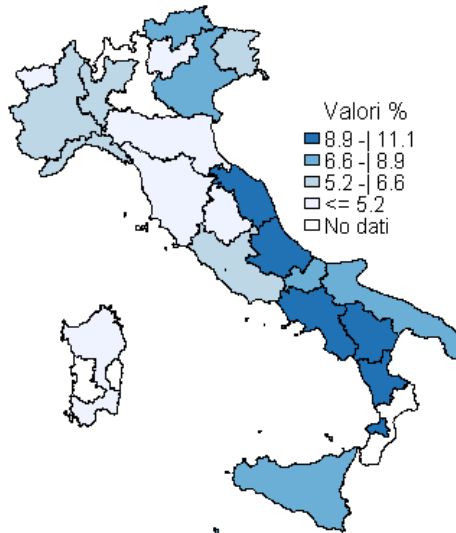 Valori %
8.9 -| 11.1
6.6 -| 8.9
5.2 -| 6.6
<= 5.2
No dati